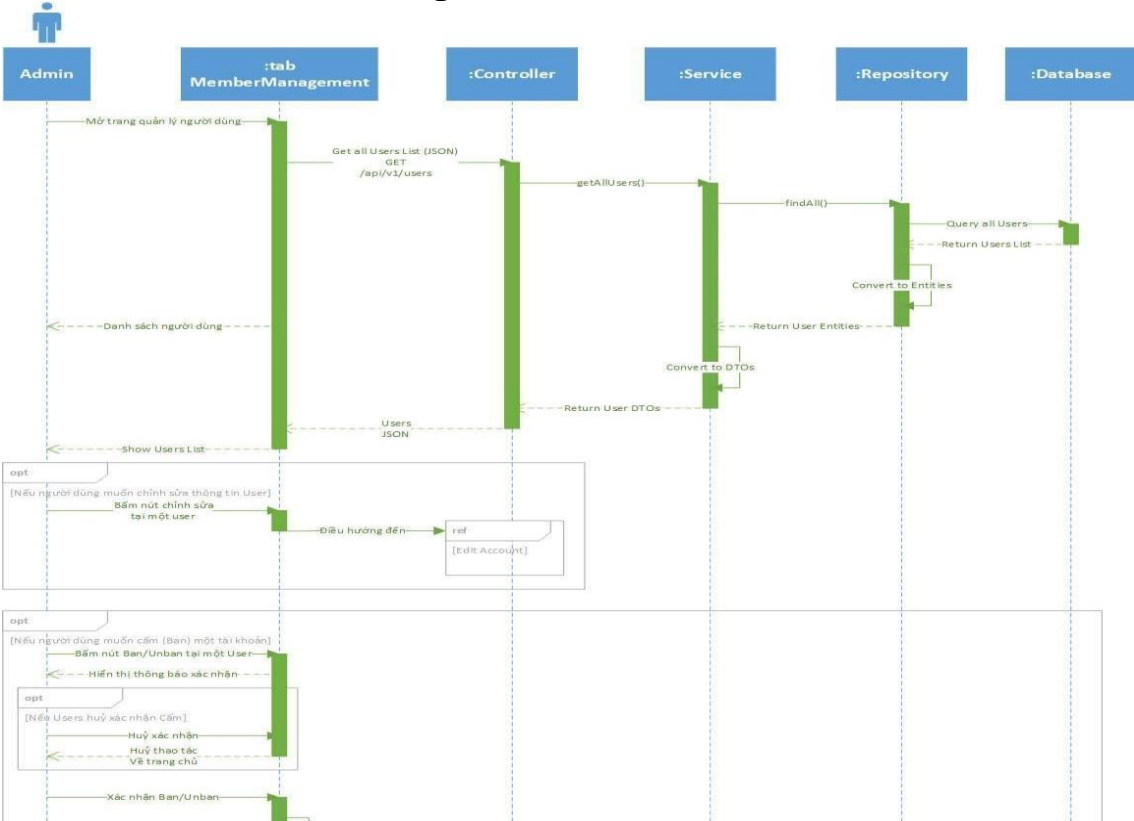 Admin
:tab
MemberManagement
:Controller
:Service
:Repository
:Database
Mở trang quản lý người dùng
Get all Users List (JSON)
GET
/api/v1/users
getAllUsers()
findAll()
Query all Users
Return Users List
Convert to Entities
Danh sách người dùng
Return User Entities
Convert to DTOs
Return User DTOs
Users
JSON
Show Users List
opt
[Nếu người dùng muốn chỉnh sửa thông tin User]
Bấm nút chỉnh sửa
tại một user
Điều hướng đến
ref
[Edit Account]
opt
[Nếu người dùng muốn cấm (Ban) một tài khoản]
Bấm nút Ban/Unban tại một User
Hiển thị thông báo xác nhận
opt
[Nếu Users huỷ xác nhận Cấm]
Huỷ xác nhận
Huỷ thao tác
Về trang chủ
Xác nhận Ban/Unban